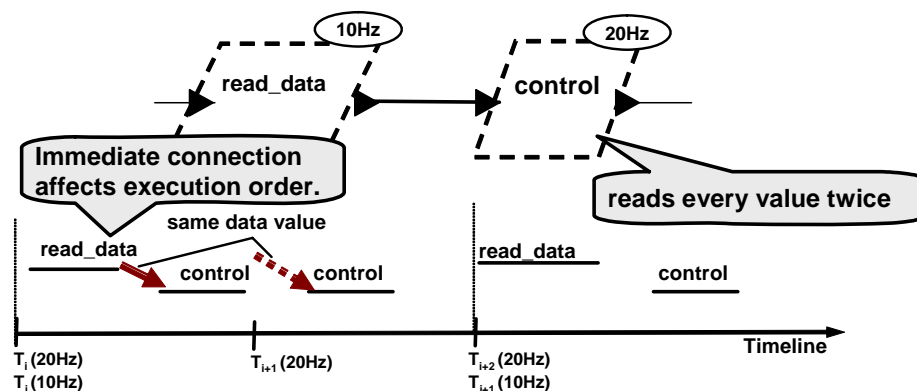 10Hz
20Hz
read_data
control
Immediate connection
affects execution order.
reads every value twice
same data value
read_data
control
control
read_data
control
Timeline
Ti (20Hz)
Ti (10Hz)
Ti+1 (20Hz)
Ti+2 (20Hz)
Ti+1 (10Hz)